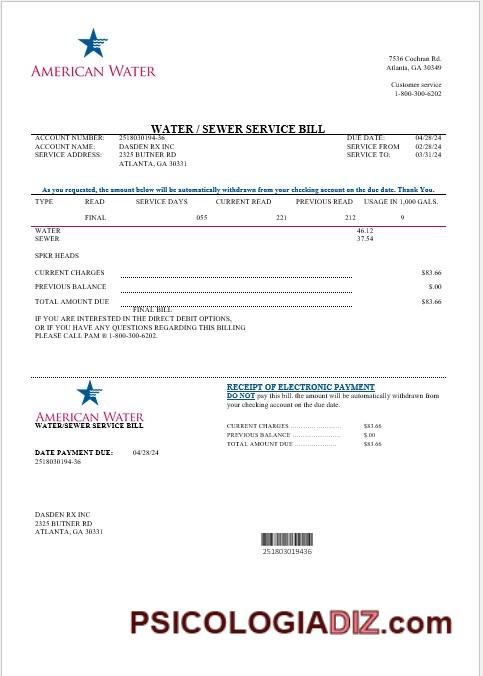 AMERICAN WATER
7536 Cochran Rd.
Atlanta, GA 30349
Customer service
1-800-300-6202
WATER / SEWER SERVICE BILL
ACCOUNT NUMBER: 2518030194-36 DUE DATE: 04/28/24
ACCOUNT NAME: DASDEN RX INC SERVICE FROM 02/28/24
SERVICE ADDRESS: 2325 BUTNER RD SERVICE TO: 03/31/24
ATLANTA, GA 30331
As you requested, the amount below will be automatically withdrawn from your checking account on the due date. Thank You.
TYPE READ SERVICE DAYS CURRENT READ PREVIOUS READ USAGE IN 1,000 GALS.
FINAL 055 221 212 9
WATER 46.12
SEWER 37.54
SPKR HEADS
CURRENT CHARGES $83.66
PREVIOUS BALANCE $.00
TOTAL AMOUNT DUE $83.66
FINAL BILL
IF YOU ARE INTERESTED IN THE DIRECT DEBIT OPTIONS,
OR IF YOU HAVE ANY QUESTIONS REGARDING THIS BILLING
PLEASE CALL PAM ® 1-800-300-6202.
AMERICAN WATER
WATER/SEWER SERVICE BILL
DATE PAYMENT DUE: 04/28/24
2518030194-36
RECEIPT OF ELECTRONIC PAYMENT
DO NOT pay this bill. the amount will be automatically withdrawn from
your checking account on the due date.
CURRENT CHARGES ........................ $83.66
PREVIOUS BALANCE ....................... $.00
TOTAL AMOUNT DUE .................... $83.66
DASDEN RX INC
2325 BUTNER RD
ATLANTA, GA 30331
251803019436
PSICOLOGIADIZ.com